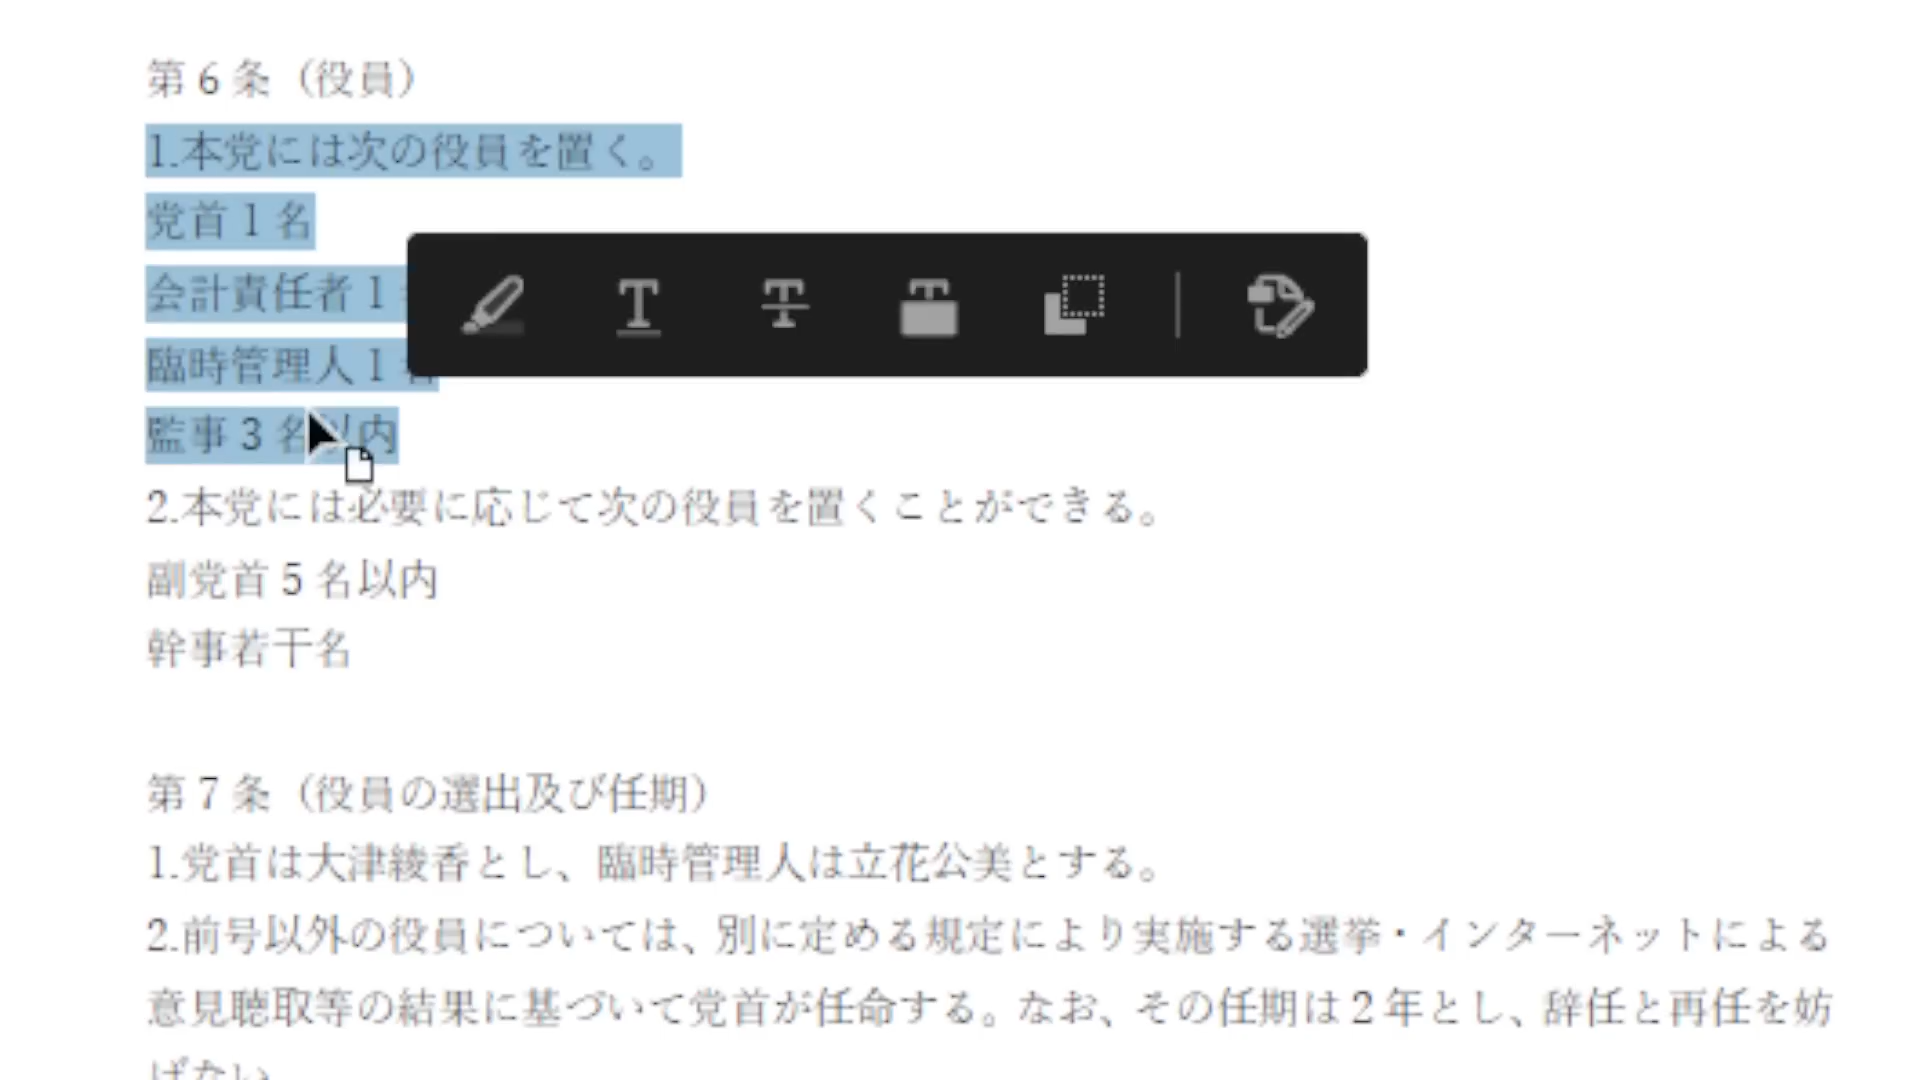 第 6 条（役員）
1.本党には次の役員を置く。
党首 1 名
会計責任者 1
臨時管理人 1 名
監事 3 名以内
2.本党には必要に応じて次の役員を置くことができる。
副党首 5 名以内
幹事若干名
第 7 条（役員の選出及び任期）
1.党首は大津綾香とし、臨時管理人は立花公美とする。
2.前号以外の役員については、別に定める規定により実施する選挙・インターネットによる
意見聴取等の結果に基づいて党首が任命する。なお、その任期は 2 年とし、辞任と再任を妨
げない